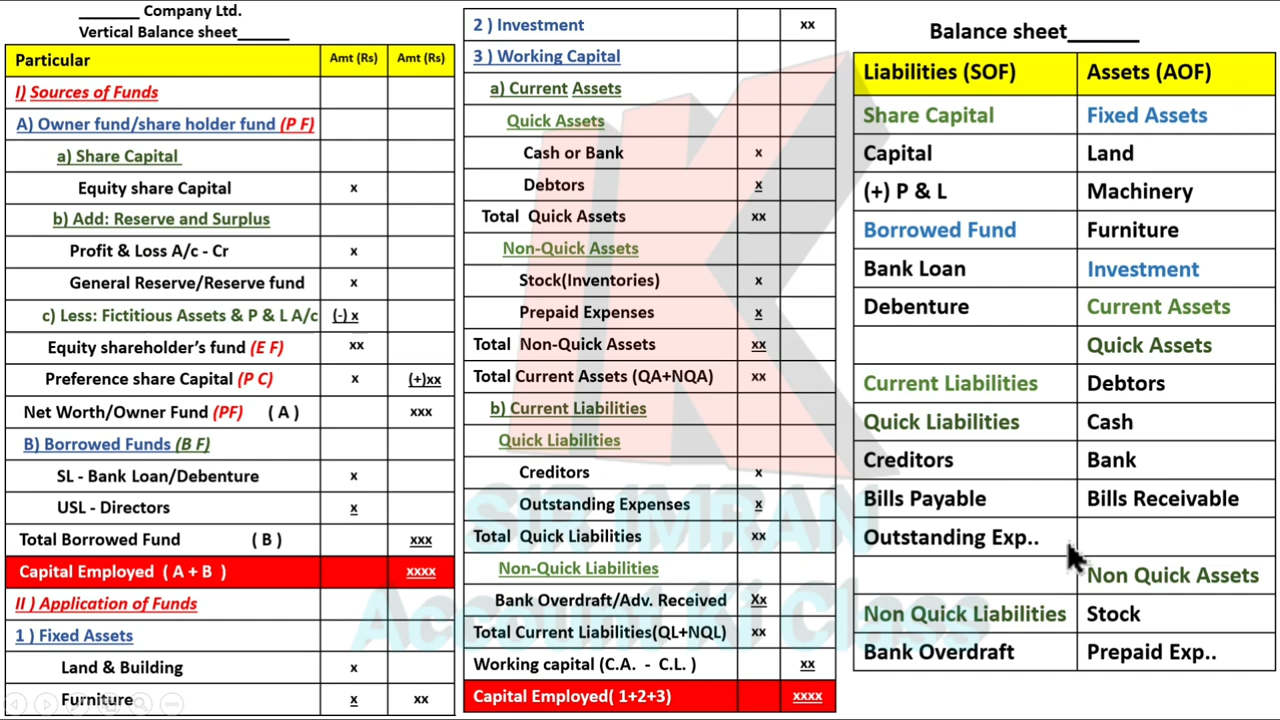 _______ Company Ltd.
Vertical Balance sheet______
Particular Amt (Rs) Amt (Rs)
I) Sources of Funds
A) Owner fund/share holder fund (P F)
a) Share Capital
Equity share Capital x
b) Add: Reserve and Surplus
Profit & Loss A/c - Cr x
General Reserve/Reserve fund x
c) Less: Fictitious Assets & P & L A/c (-) x
Equity shareholder's fund (E F) xx
Preference share Capital (P C) x (+)xx
Net Worth/Owner Fund (PF) ( A ) xxx
B) Borrowed Funds (B F)
SL - Bank Loan/Debenture x
USL - Directors x
Total Borrowed Fund ( B ) xxx
Capital Employed ( A + B ) xxxx
II ) Application of Funds
1 ) Fixed Assets
Land & Building x
Furniture x xx
2 ) Investment xx
3 ) Working Capital
a) Current Assets
Quick Assets
Cash or Bank x
Debtors x
Total Quick Assets xx
Non-Quick Assets
Stock(Inventories) x
Prepaid Expenses x
Total Non-Quick Assets xx
Total Current Assets (QA+NQA) xx
b) Current Liabilities
Quick Liabilities
Creditors x
Outstanding Expenses x
Total Quick Liabilities xx
Non-Quick Liabilities
Bank Overdraft/Adv. Received Xx
Total Current Liabilities(QL+NQL) xx
Working capital (C.A. - C.L. ) xx
Capital Employed( 1+2+3) xxxx
Balance sheet______
Liabilities (SOF) Assets (AOF)
Share Capital Fixed Assets
Capital Land
(+) P & L Machinery
Borrowed Fund Furniture
Bank Loan Investment
Debenture Current Assets
Quick Assets
Current Liabilities Debtors
Quick Liabilities Cash
Creditors Bank
Bills Payable Bills Receivable
Outstanding Exp..
Non Quick Assets
Non Quick Liabilities Stock
Bank Overdraft Prepaid Exp..
SIR IMRAN
Account Ki Class